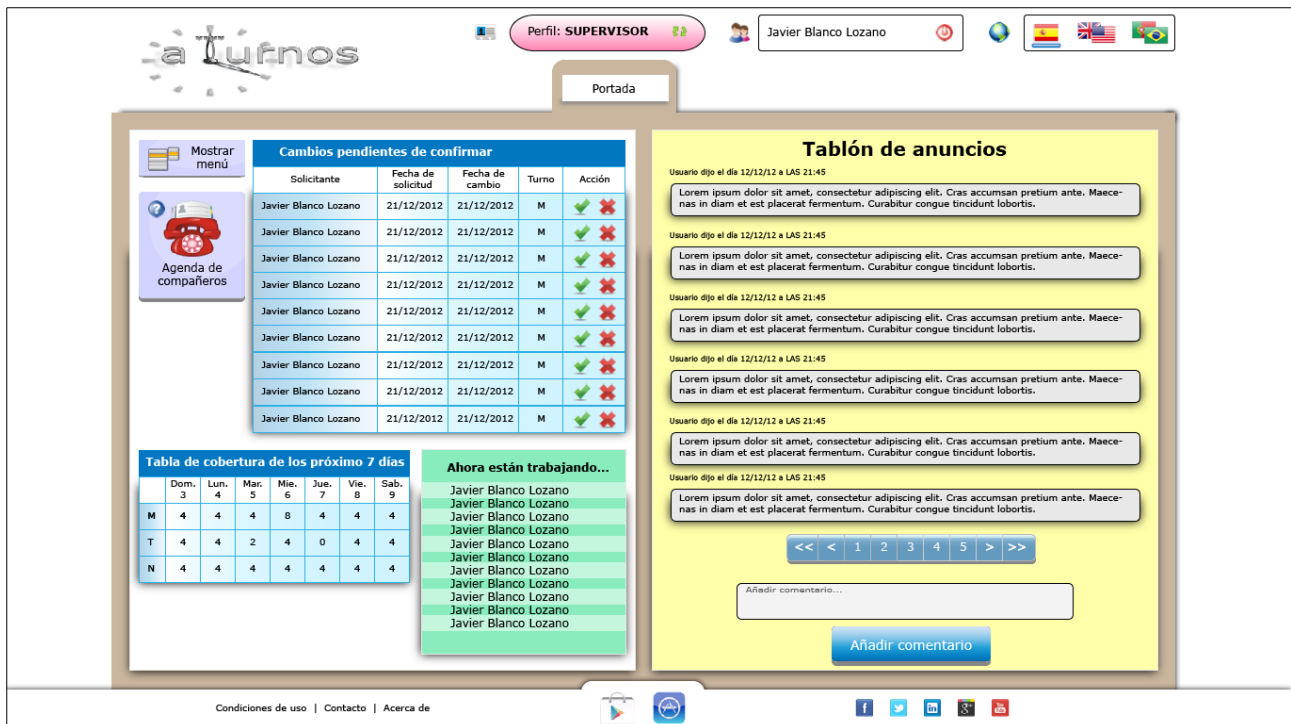 a turnos
Perfil: SUPERVISOR
Javier Blanco Lozano
Portada
Mostrar
menú
Agenda de
compañeros
Cambios pendientes de confirmar
Solicitante Fecha de solicitud Fecha de cambio Turno Acción
Javier Blanco Lozano 21/12/2012 21/12/2012 M
Javier Blanco Lozano 21/12/2012 21/12/2012 M
Javier Blanco Lozano 21/12/2012 21/12/2012 M
Javier Blanco Lozano 21/12/2012 21/12/2012 M
Javier Blanco Lozano 21/12/2012 21/12/2012 M
Javier Blanco Lozano 21/12/2012 21/12/2012 M
Javier Blanco Lozano 21/12/2012 21/12/2012 M
Javier Blanco Lozano 21/12/2012 21/12/2012 M
Javier Blanco Lozano 21/12/2012 21/12/2012 M
Tabla de cobertura de los próximo 7 días
Dom. Lun. Mar. Mie. Jue. Vie. Sab.
3 4 5 6 7 8 9
M 4 4 4 8 4 4 4
T 4 4 2 4 0 4 4
N 4 4 4 4 4 4 4
Ahora están trabajando...
Javier Blanco Lozano
Javier Blanco Lozano
Javier Blanco Lozano
Javier Blanco Lozano
Javier Blanco Lozano
Javier Blanco Lozano
Javier Blanco Lozano
Javier Blanco Lozano
Javier Blanco Lozano
Javier Blanco Lozano
Javier Blanco Lozano
Tablón de anuncios
Usuario dijo el día 12/12/12 a LAS 21:45
Lorem ipsum dolor sit amet, consectetur adipiscing elit. Cras accumsan pretium ante. Maece-
nas in diam et est placerat fermentum. Curabitur congue tincidunt lobortis.
Usuario dijo el día 12/12/12 a LAS 21:45
Lorem ipsum dolor sit amet, consectetur adipiscing elit. Cras accumsan pretium ante. Maece-
nas in diam et est placerat fermentum. Curabitur congue tincidunt lobortis.
Usuario dijo el día 12/12/12 a LAS 21:45
Lorem ipsum dolor sit amet, consectetur adipiscing elit. Cras accumsan pretium ante. Maece-
nas in diam et est placerat fermentum. Curabitur congue tincidunt lobortis.
Usuario dijo el día 12/12/12 a LAS 21:45
Lorem ipsum dolor sit amet, consectetur adipiscing elit. Cras accumsan pretium ante. Maece-
nas in diam et est placerat fermentum. Curabitur congue tincidunt lobortis.
Usuario dijo el día 12/12/12 a LAS 21:45
Lorem ipsum dolor sit amet, consectetur adipiscing elit. Cras accumsan pretium ante. Maece-
nas in diam et est placerat fermentum. Curabitur congue tincidunt lobortis.
Usuario dijo el día 12/12/12 a LAS 21:45
Lorem ipsum dolor sit amet, consectetur adipiscing elit. Cras accumsan pretium ante. Maece-
nas in diam et est placerat fermentum. Curabitur congue tincidunt lobortis.
<< < 1 2 3 4 5 > >>
Añadir comentario...
Añadir comentario
Condiciones de uso | Contacto | Acerca de